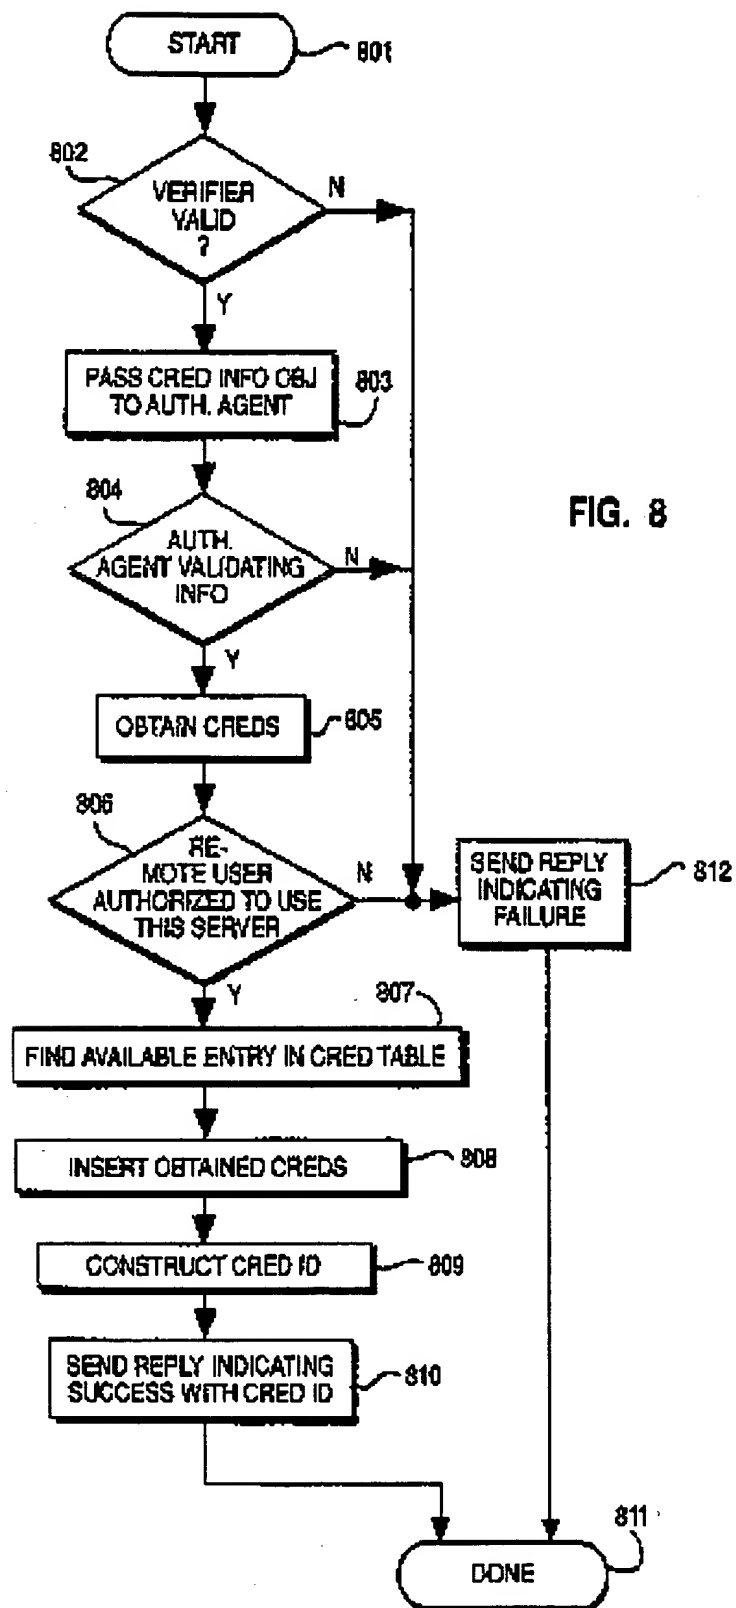 START
801
802
VERIFIER
VALID
?
N
Y
PASS CRED INFO OBJ
TO AUTH. AGENT
803
804
AUTH.
AGENT VALIDATING
INFO
N
Y
FIG. 8
OBTAIN CREDS
805
806
RE-
MOTE USER
AUTHORIZED TO USE
THIS SERVER
N
Y
SEND REPLY
INDICATING
FAILURE
812
807
FIND AVAILABLE ENTRY IN CRED TABLE
INSERT OBTAINED CREDS
808
CONSTRUCT CRED ID
809
SEND REPLY INDICATING
SUCCESS WITH CRED ID
810
811
DONE